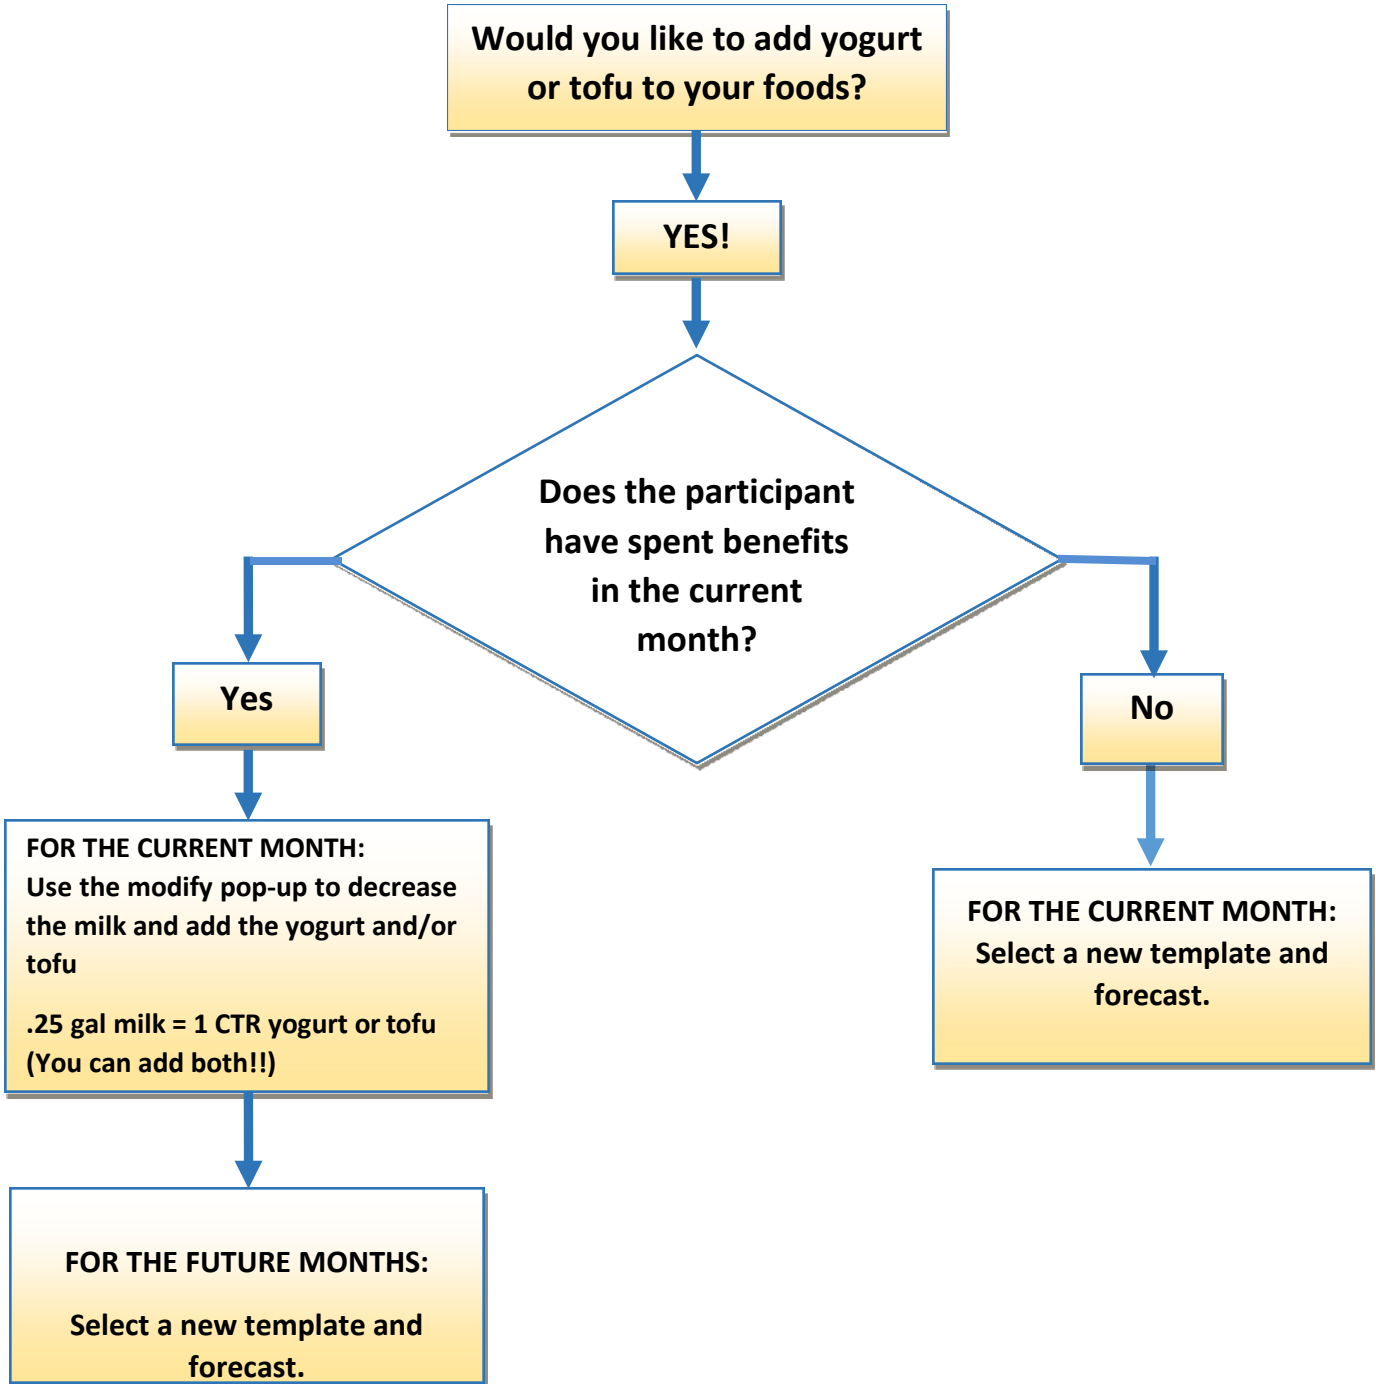 Would you like to add yogurt
or tofu to your foods?
YES!
Does the participant
have spent benefits
in the current
month?
Yes
No
FOR THE CURRENT MONTH:
Use the modify pop-up to decrease
the milk and add the yogurt and/or
tofu
.25 gal milk = 1 CTR yogurt or tofu
(You can add both!!)
FOR THE CURRENT MONTH:
Select a new template and
forecast.
FOR THE FUTURE MONTHS:
Select a new template and
forecast.